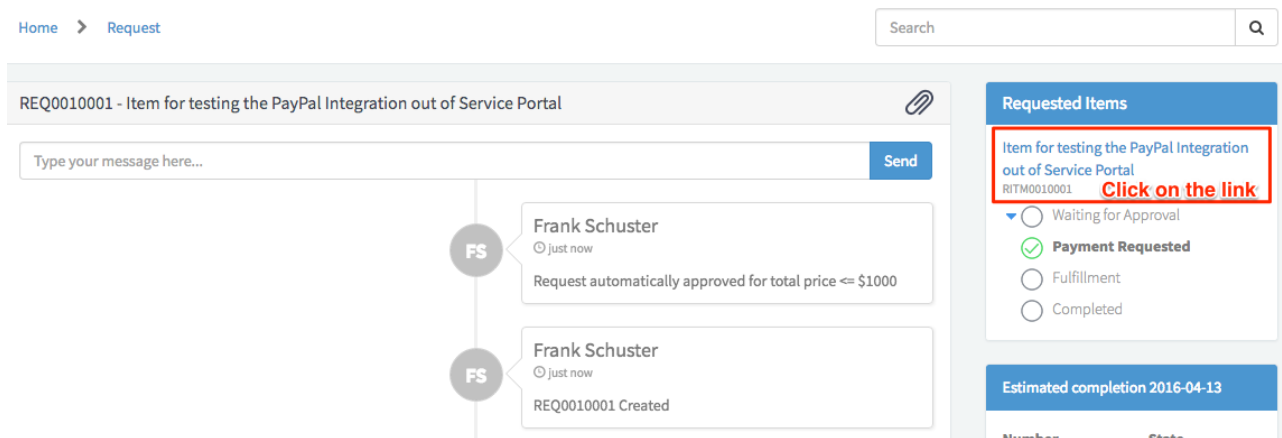 Home > Request
Search
REQ0010001 - Item for testing the PayPal Integration out of Service Portal
Type your message here...
Send
FS
Frank Schuster
just now
Request automatically approved for total price <= $1000
FS
Frank Schuster
just now
REQ0010001 Created
Requested Items
Item for testing the PayPal Integration
out of Service Portal
RITM0010001
Click on the link
Waiting for Approval
Payment Requested
Fulfillment
Completed
Estimated completion 2016-04-13
Number State